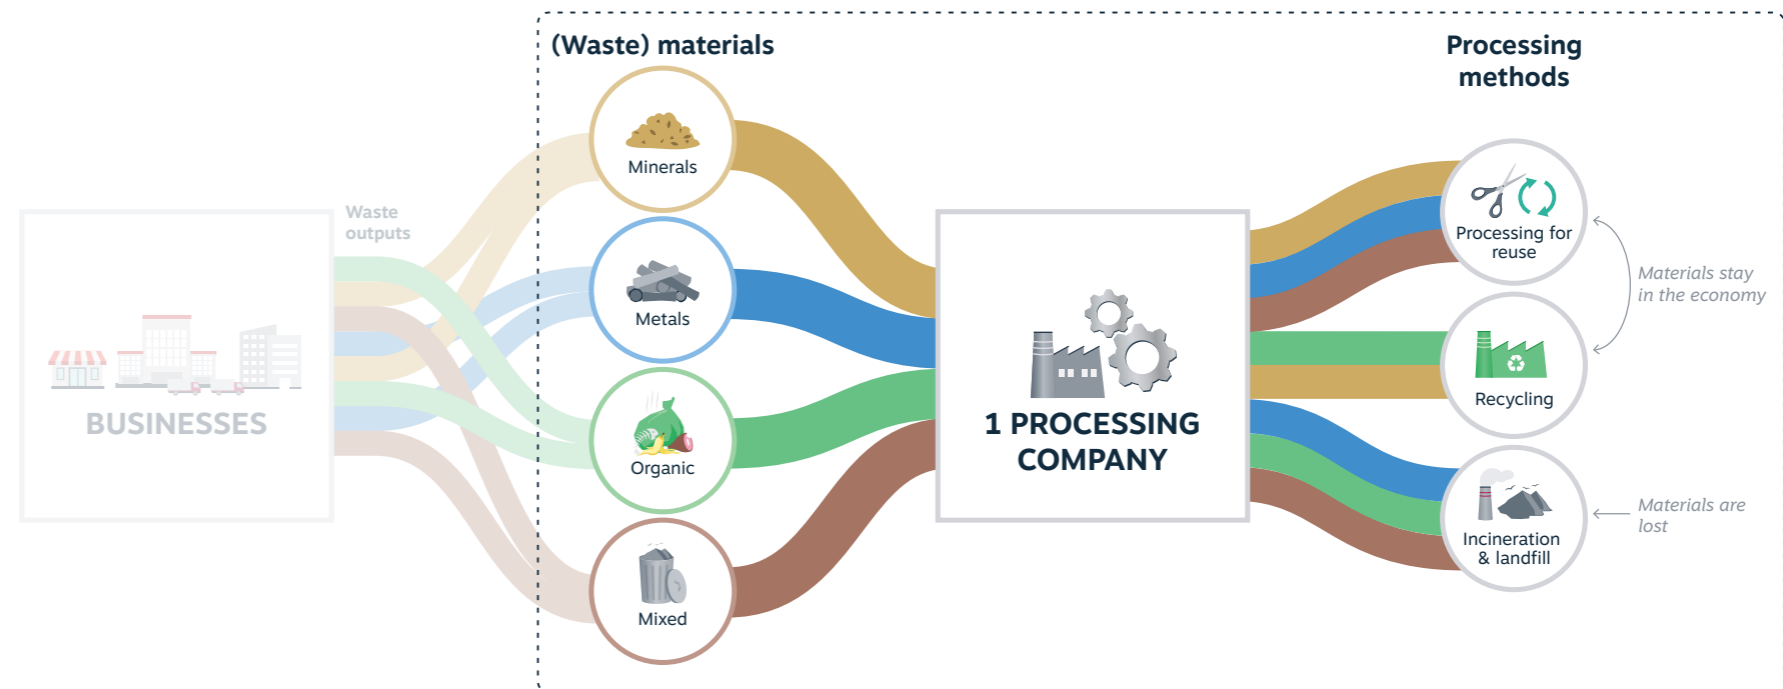 (Waste) materials
Processing
methods
Waste
outputs
BUSINESSES
Minerals
Metals
Organic
Mixed
1 PROCESSING
COMPANY
Processing for
reuse
Recycling
Incineration
& landfill
Materials stay
in the economy
Materials are
lost